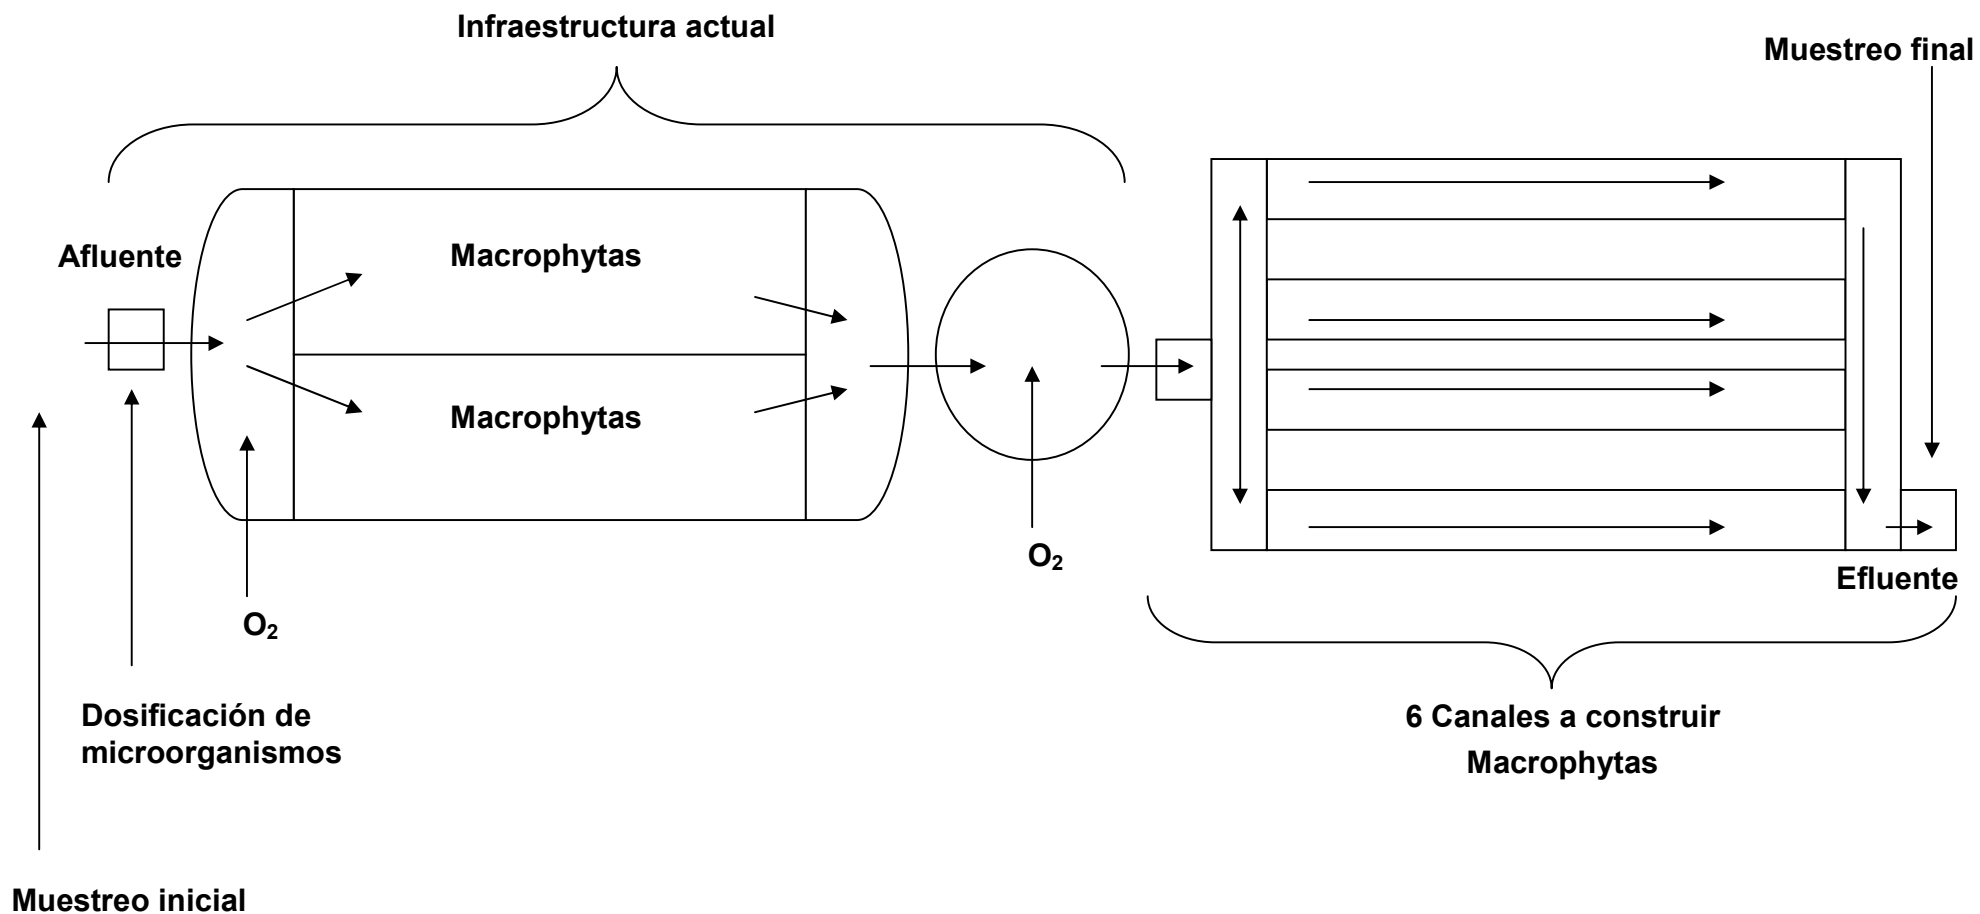 Infraestructura actual
Muestreo final
Afluente
Macrophytas
Macrophytas
O₂
O₂
Efluente
Dosificación de
microorganismos
6 Canales a construir
Macrophytas
Muestreo inicial